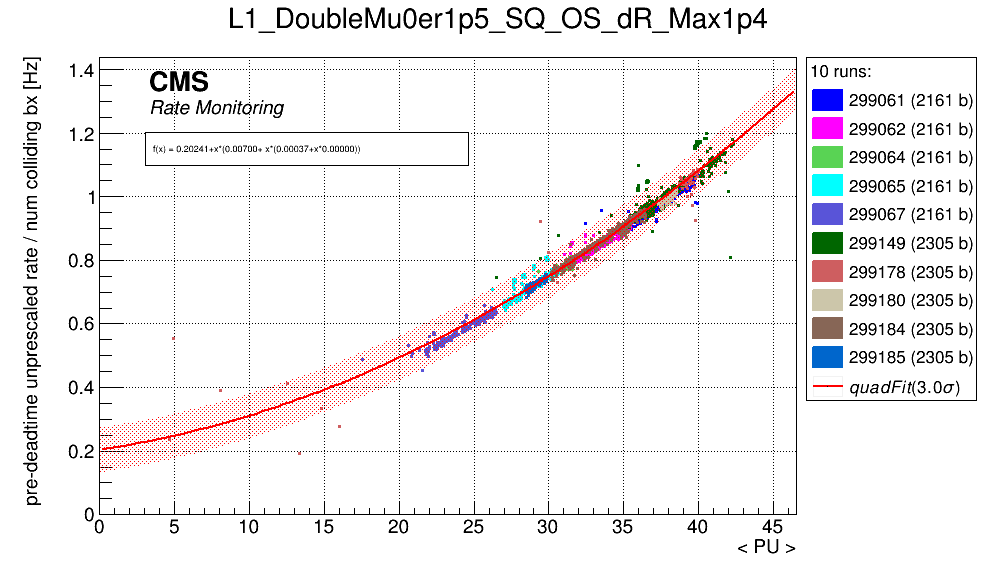 L1_DoubleMu0er1p5_SQ_OS_dR_Max1p4
pre-deadtime unprescaled rate / num colliding bx [Hz]
CMS
Rate Monitoring
f(x) = 0.20241+x*(0.00700+ x*(0.00037+x*0.00000))
1.4
1.2
1
0.8
0.6
0.4
0.2
0
0 5 10 15 20 25 30 35 40 45
< PU >
10 runs:
299061 (2161 b)
299062 (2161 b)
299064 (2161 b)
299065 (2161 b)
299067 (2161 b)
299149 (2305 b)
299178 (2305 b)
299180 (2305 b)
299184 (2305 b)
299185 (2305 b)
quadFit(3.0σ)